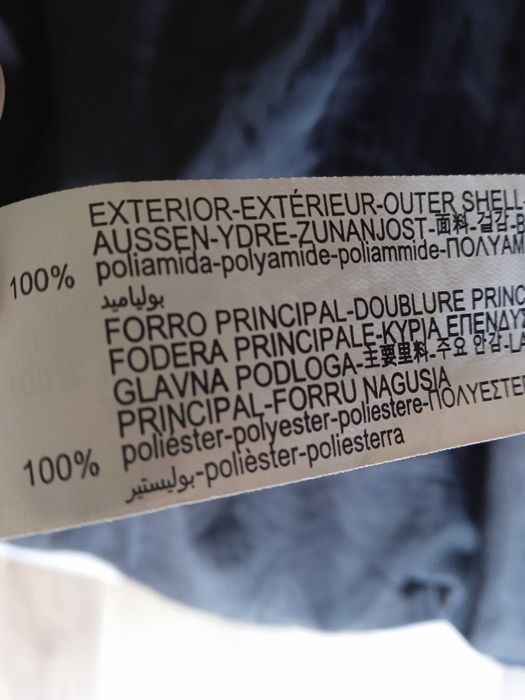 EXTERIOR-EXTÉRIEUR-OUTER SHELL-
AUSSEN-YDRE-ZUNANJOST-面料-겉감-
100% poliamida-polyamide-poliammide-ΠΟΛΥΑΜ
بولياميد
FORRO PRINCIPAL-DOUBLURE PRINC
FODERA PRINCIPALE-ΚΥΡΙΑ ΕΠΕΝΔΥΣ
GLAVNA PODLOGA-主要里料-주요 안감-LA
PRINCIPAL-FORRU NAGUSIA
100% poliéster-polyester-poliestere-ΠΟΛΥΕΣΤΕ
بوليستير-polièster-poliesterra